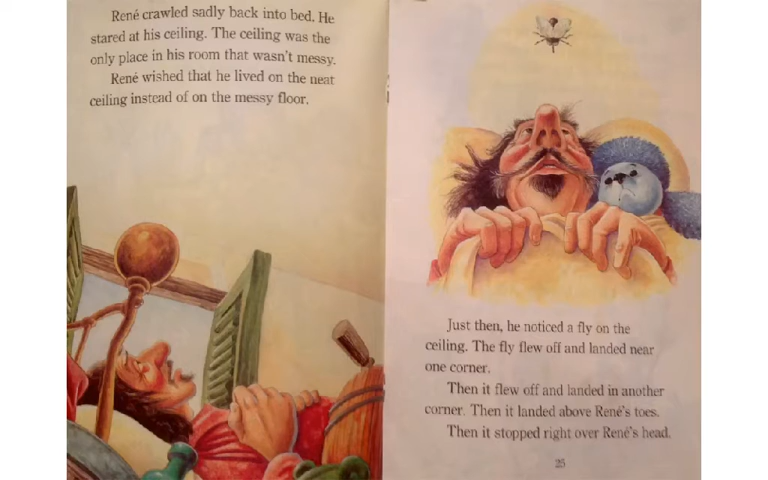 René crawled sadly back into bed. He
stared at his ceiling. The ceiling was the
only place in his room that wasn't messy.
René wished that he lived on the neat
ceiling instead of on the messy floor.
Just then, he noticed a fly on the
ceiling. The fly flew off and landed near
one corner.
Then it flew off and landed in another
corner. Then it landed above René's toes.
Then it stopped right over René's head.
25